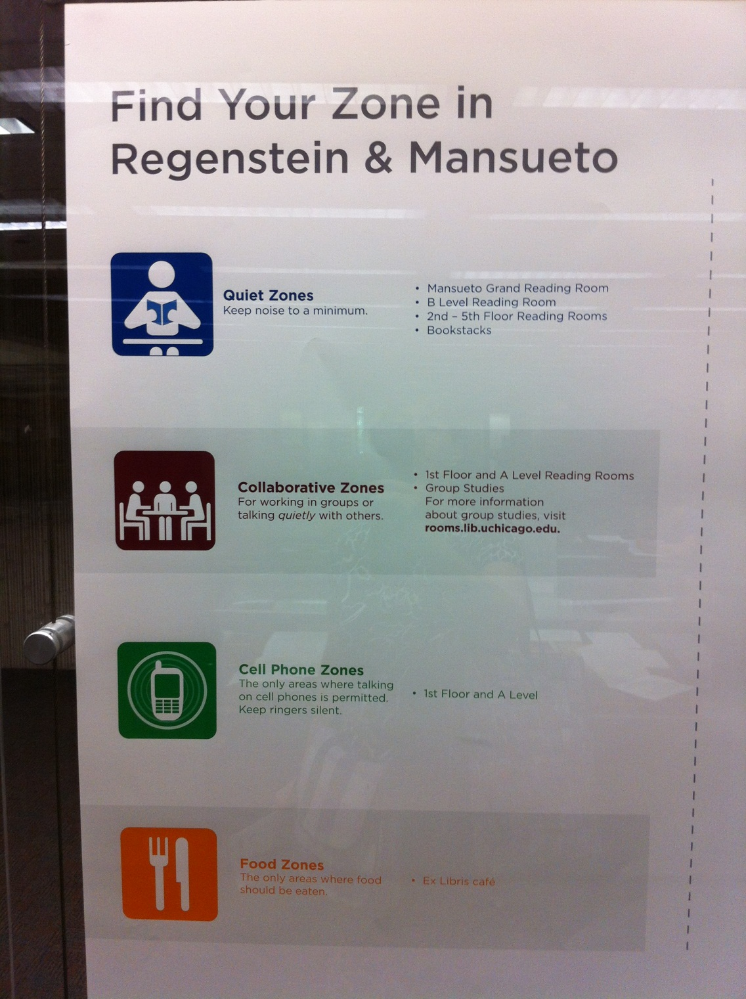 Find Your Zone in
Regenstein & Mansueto
Quiet Zones
Keep noise to a minimum.
• Mansueto Grand Reading Room
• B Level Reading Room
• 2nd – 5th Floor Reading Rooms
• Bookstacks
Collaborative Zones
For working in groups or
talking quietly with others.
• 1st Floor and A Level Reading Rooms
• Group Studies
For more information
about group studies, visit
rooms.lib.uchicago.edu.
Cell Phone Zones
The only areas where talking
on cell phones is permitted.
Keep ringers silent.
• 1st Floor and A Level
Food Zones
The only areas where food
should be eaten.
• Ex Libris café